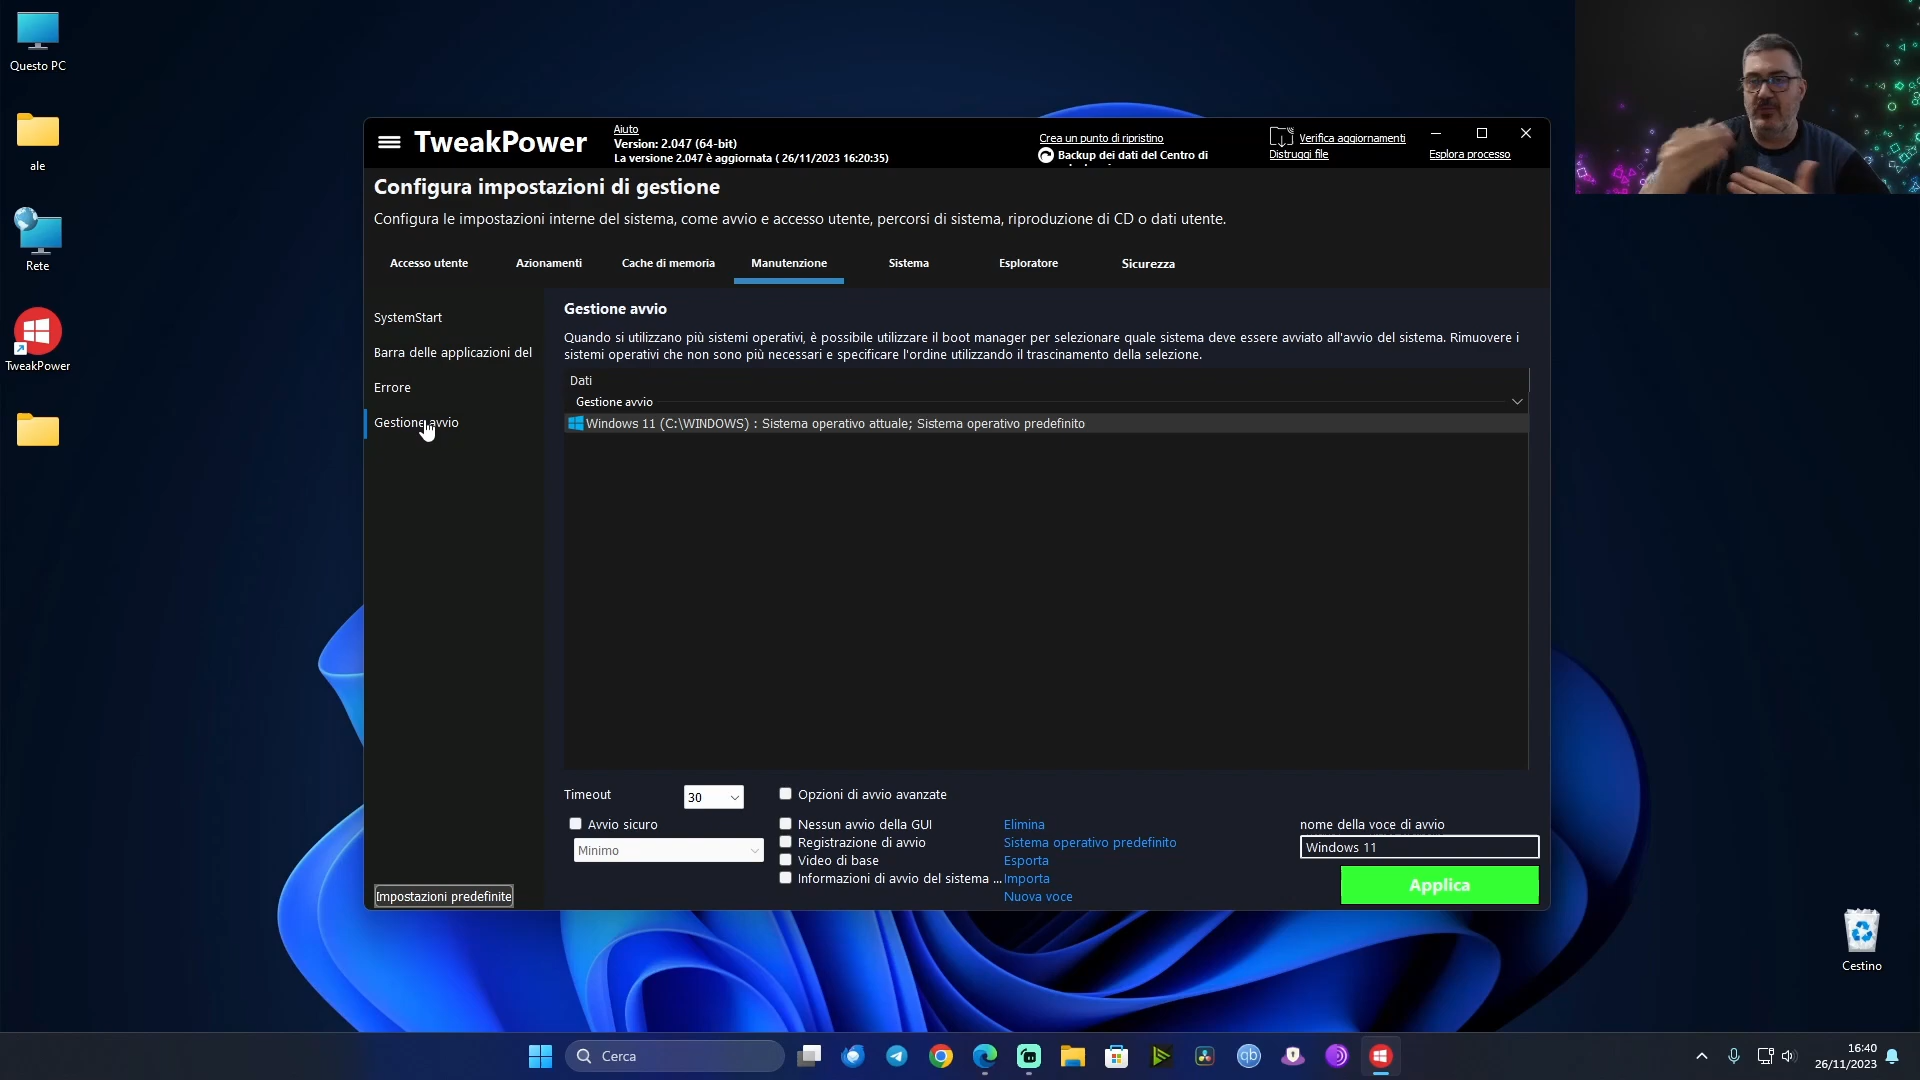 Questo PC
ale
Rete
TweakPower
TweakPower
Aiuto
Version: 2.047 (64-bit)
La versione 2.047 è aggiornata ( 26/11/2023 16:20:35)
Crea un punto di ripristino
Backup dei dati del Centro di
Verifica aggiornamenti
Distruggi file
Esplora processo
Configura impostazioni di gestione
Configura le impostazioni interne del sistema, come avvio e accesso utente, percorsi di sistema, riproduzione di CD o dati utente.
Accesso utente
Azionamenti
Cache di memoria
Manutenzione
Sistema
Esploratore
Sicurezza
SystemStart
Barra delle applicazioni del
Errore
Gestione avvio
Gestione avvio
Quando si utilizzano più sistemi operativi, è possibile utilizzare il boot manager per selezionare quale sistema deve essere avviato all'avvio del sistema. Rimuovere i
sistemi operativi che non sono più necessari e specificare l'ordine utilizzando il trascinamento della selezione.
Dati
Gestione avvio
Windows 11 (C:\WINDOWS) : Sistema operativo attuale; Sistema operativo predefinito
Timeout
30
Opzioni di avvio avanzate
Avvio sicuro
Minimo
Nessun avvio della GUI
Registrazione di avvio
Video di base
Informazioni di avvio del sistema ...
Elimina
Sistema operativo predefinito
Esporta
Importa
Nuova voce
nome della voce di avvio
Windows 11
Applica
Impostazioni predefinite
Cestino
Cerca
qb
16:40
26/11/2023